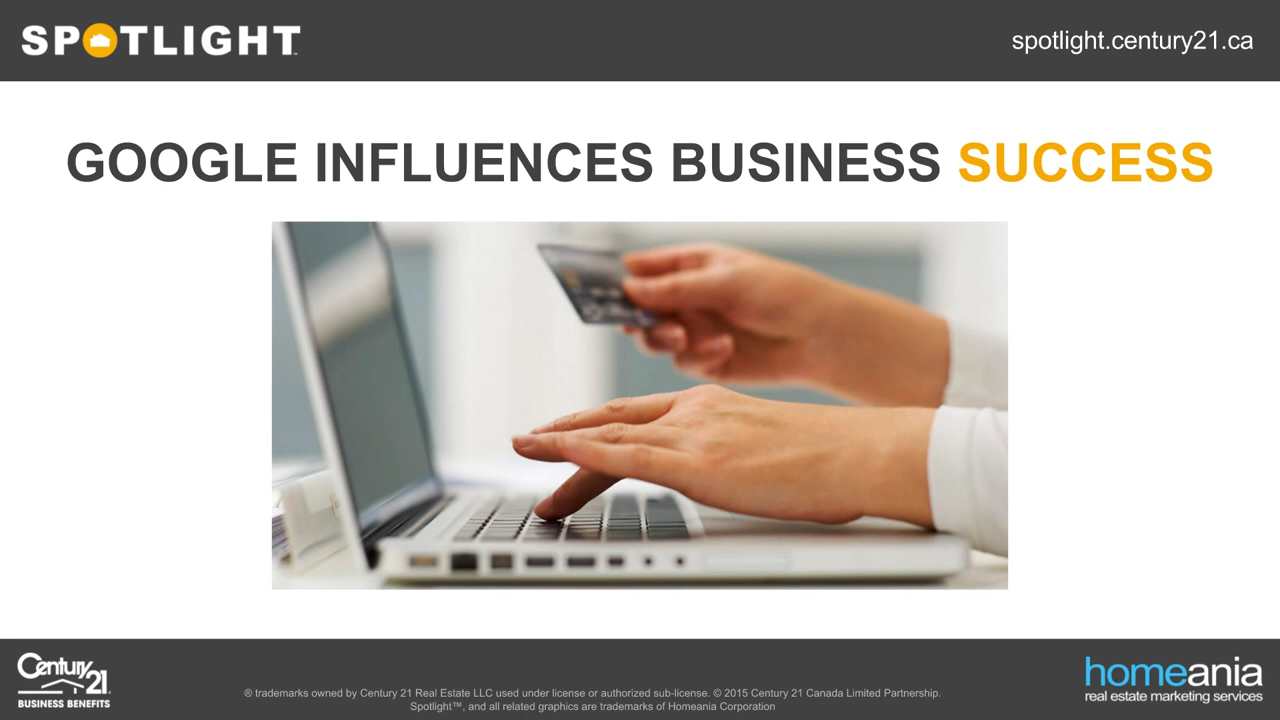 SPOTLIGHT™
spotlight.century21.ca
GOOGLE INFLUENCES BUSINESS SUCCESS
Century 21®
BUSINESS BENEFITS
® trademarks owned by Century 21 Real Estate LLC used under license or authorized sub-license. © 2015 Century 21 Canada Limited Partnership.
Spotlight™, and all related graphics are trademarks of Homeania Corporation
homeania
real estate marketing services